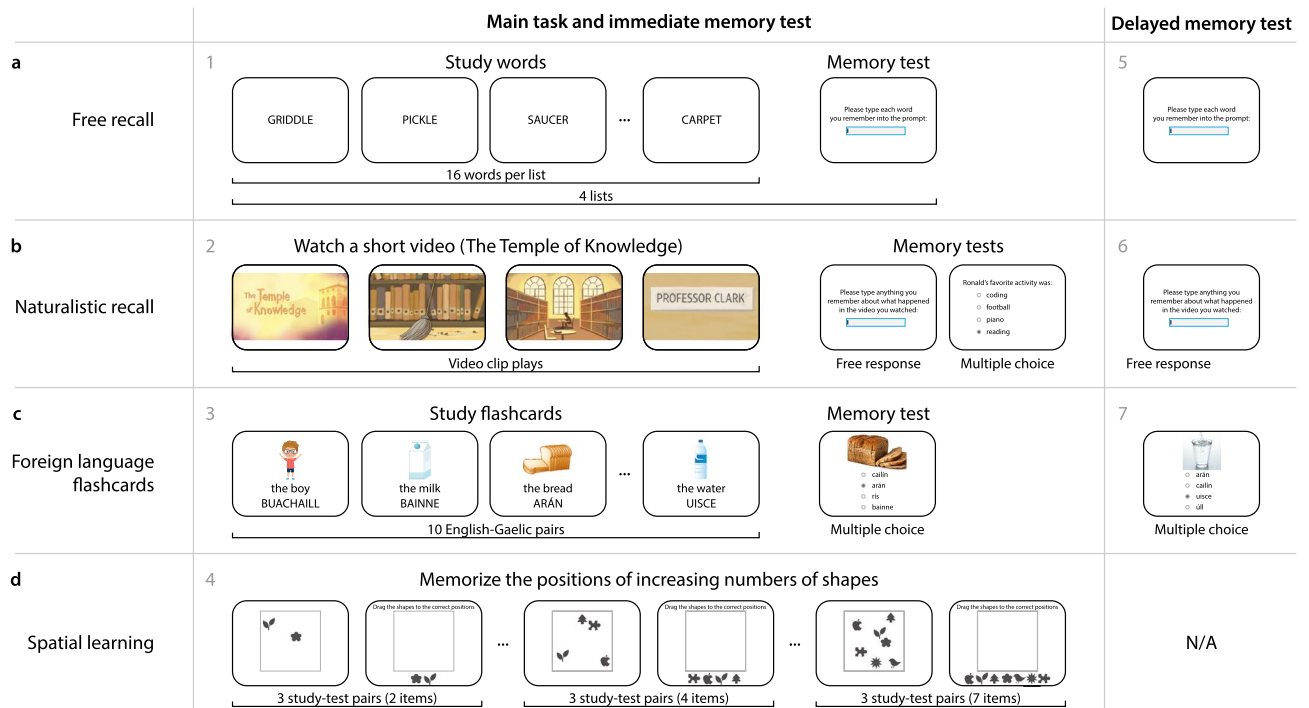 Main task and immediate memory test
Delayed memory test
a
Free recall
1
Study words
GRIDDLE
PICKLE
SAUCER
...
CARPET
16 words per list
4 lists
Memory test
Please type each word
you remember into the prompt:
5
Please type each word
you remember into the prompt:
b
Naturalistic recall
2
Watch a short video (The Temple of Knowledge)
The Temple
of Knowledge
PROFESSOR CLARK
Video clip plays
Memory tests
Please type anything you
remember about what happened
in the video you watched:
Free response
Ronald's favorite activity was:
coding
football
piano
reading
Multiple choice
6
Please type anything you
remember about what happened
in the video you watched:
Free response
c
Foreign language
flashcards
3
Study flashcards
the boy
BUACHAILL
the milk
BAINNE
the bread
ARÁN
...
the water
UISCE
10 English-Gaelic pairs
Memory test
cailín
arán
rís
bainne
Multiple choice
7
arán
cailín
uisce
úll
Multiple choice
d
Spatial learning
4
Memorize the positions of increasing numbers of shapes
Drag the shapes to the correct positions
3 study-test pairs (2 items)
...
Drag the shapes to the correct positions
3 study-test pairs (4 items)
...
Drag the shapes to the correct positions
3 study-test pairs (7 items)
N/A